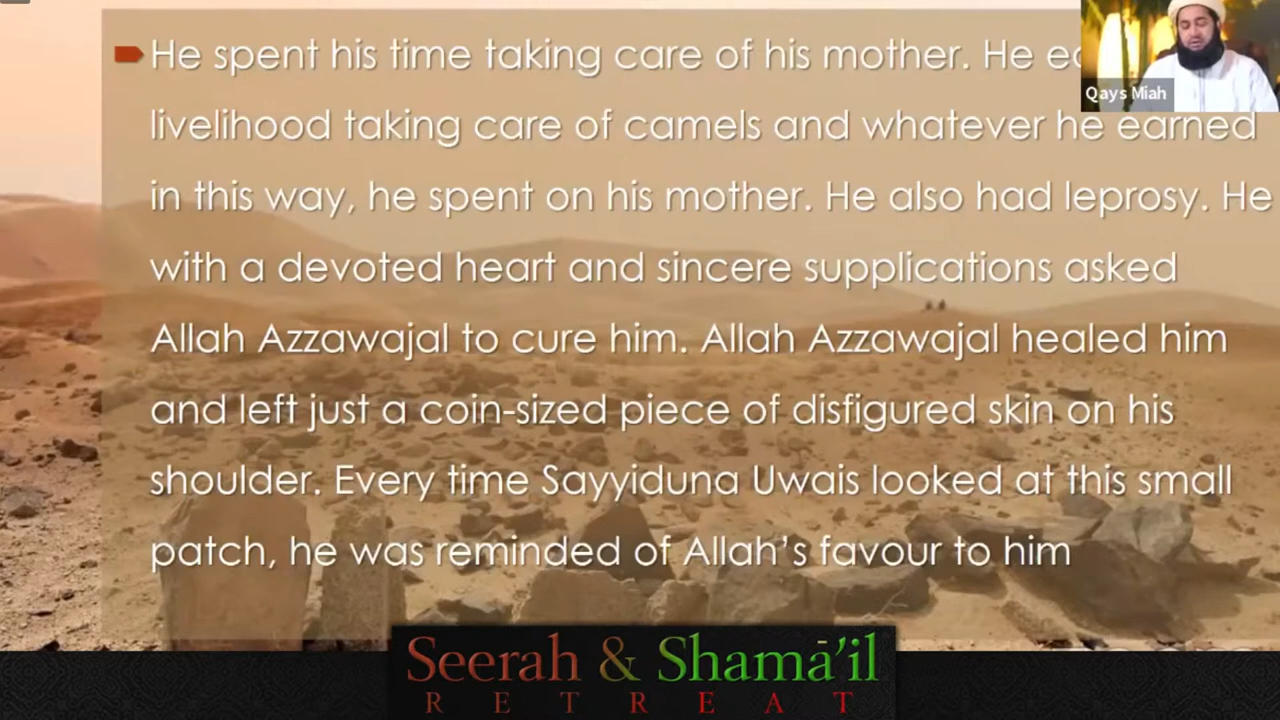 He spent his time taking care of his mother. He
livelihood taking care of camels and whatever he earned
in this way, he spent on his mother. He also had leprosy. He
with a devoted heart and sincere supplications asked
Allah Azzawajal to cure him. Allah Azzawajal healed him
and left just a coin-sized piece of disfigured skin on his
shoulder. Every time Sayyiduna Uwais looked at this small
patch, he was reminded of Allah's favour to him
Qays Miah
Seerah & Shamā'il
RETREAT